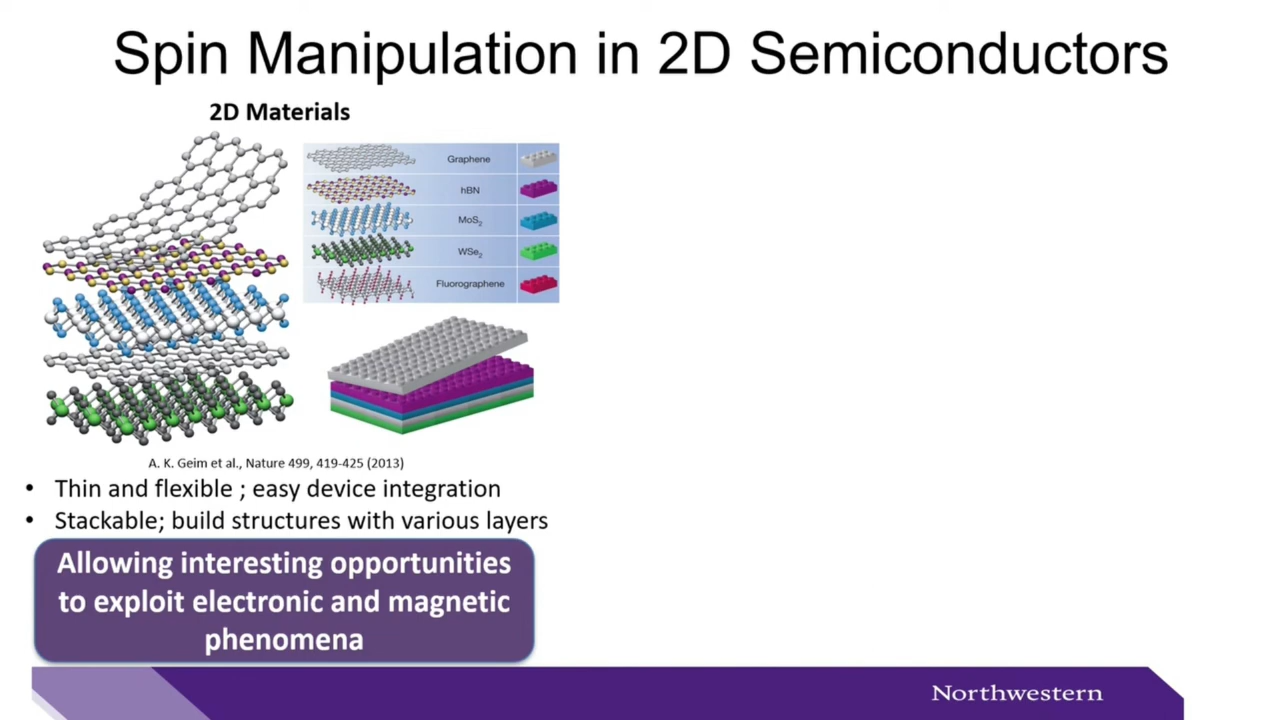 Spin Manipulation in 2D Semiconductors
2D Materials
Graphene
hBN
MoS₂
WSe₂
Fluorographene
A. K. Geim et al., Nature 499, 419-425 (2013)
• Thin and flexible ; easy device integration
• Stackable; build structures with various layers
Allowing interesting opportunities
to exploit electronic and magnetic
phenomena
Northwestern